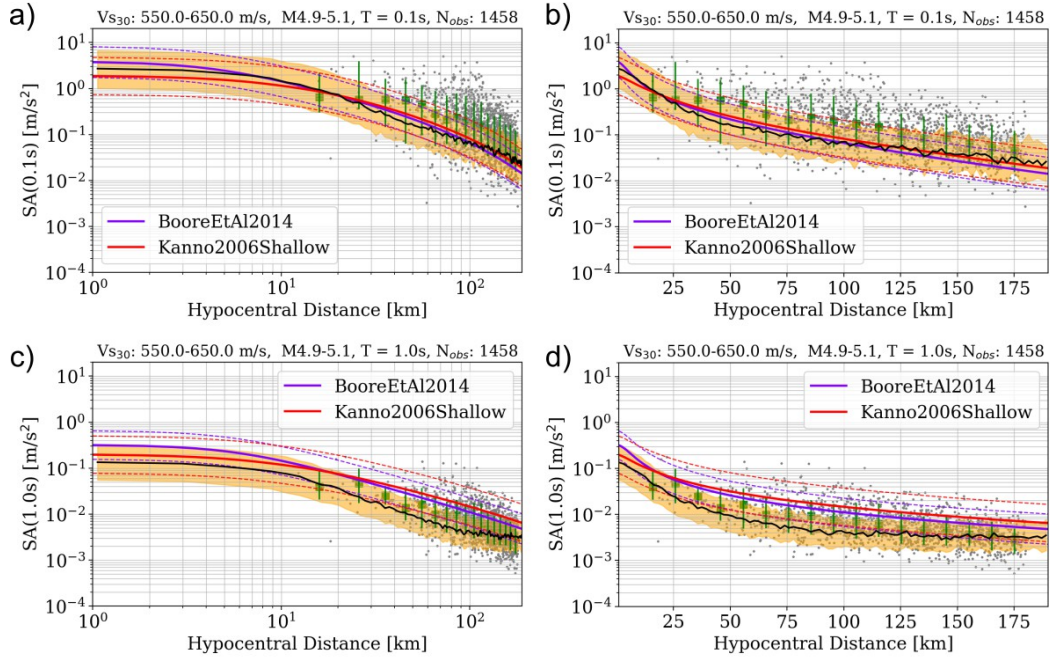 a)
Vs30: 550.0-650.0 m/s, M4.9-5.1, T = 0.1s, Nobs: 1458
10^1
10^0
10^-1
10^-2
10^-3
10^-4
SA(0.1s) [m/s^2]
BooreEtAl2014
Kanno2006Shallow
10^0
10^1
10^2
Hypocentral Distance [km]
b)
Vs30: 550.0-650.0 m/s, M4.9-5.1, T = 0.1s, Nobs: 1458
10^1
10^0
10^-1
10^-2
10^-3
10^-4
SA(0.1s) [m/s^2]
BooreEtAl2014
Kanno2006Shallow
25 50 75 100 125 150 175
Hypocentral Distance [km]
c)
Vs30: 550.0-650.0 m/s, M4.9-5.1, T = 1.0s, Nobs: 1458
10^1
10^0
10^-1
10^-2
10^-3
10^-4
SA(1.0s) [m/s^2]
BooreEtAl2014
Kanno2006Shallow
10^0
10^1
10^2
Hypocentral Distance [km]
d)
Vs30: 550.0-650.0 m/s, M4.9-5.1, T = 1.0s, Nobs: 1458
10^1
10^0
10^-1
10^-2
10^-3
10^-4
SA(1.0s) [m/s^2]
BooreEtAl2014
Kanno2006Shallow
25 50 75 100 125 150 175
Hypocentral Distance [km]